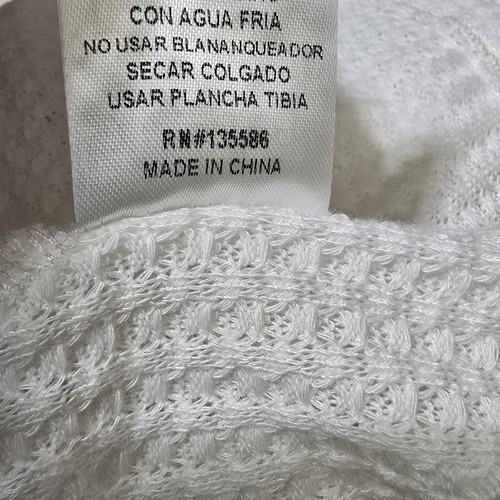 CON AGUA FRIA
NO USAR BLANANQUEADOR
SECAR COLGADO
USAR PLANCHA TIBIA
RN#135586
MADE IN CHINA